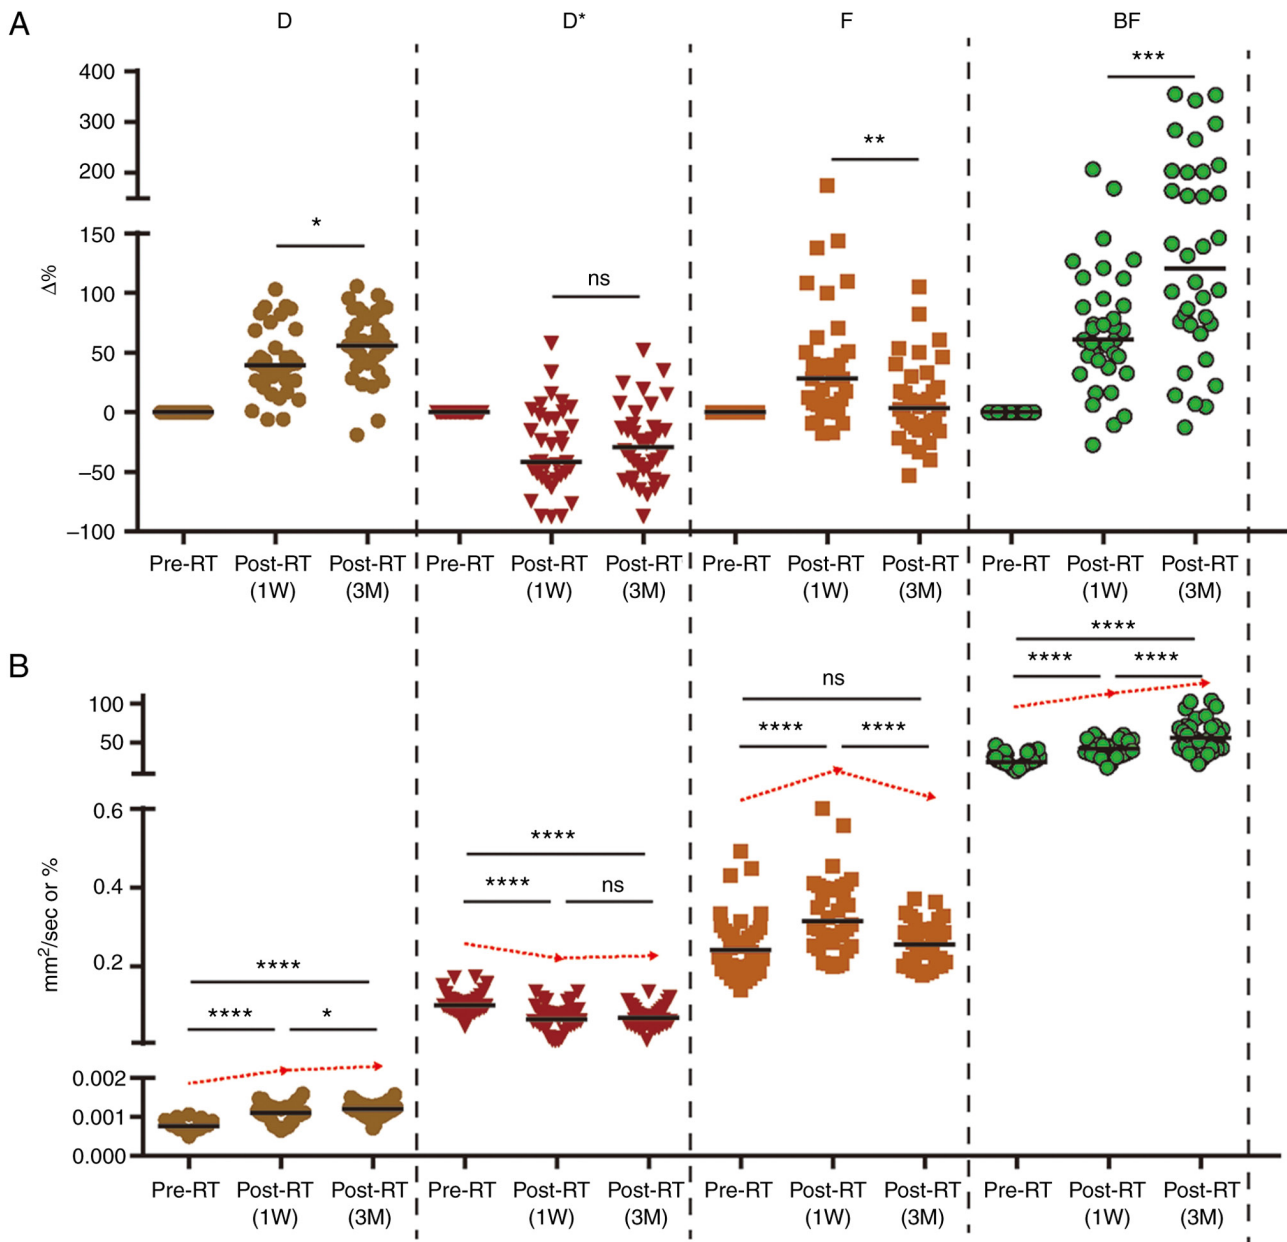 A
D D* F BF
400
300
200
150
100
50
0
−50
−100
Δ%
* ns ** ***
Pre-RT Post-RT (1W) Post-RT (3M) Pre-RT Post-RT (1W) Post-RT (3M) Pre-RT Post-RT (1W) Post-RT (3M) Pre-RT Post-RT (1W) Post-RT (3M)
B
100
50
0.6
0.4
0.2
0.002
0.001
0.000
mm²/sec or %
****
**** *
****
**** ns
ns
**** ****
****
**** ****
Pre-RT Post-RT (1W) Post-RT (3M) Pre-RT Post-RT (1W) Post-RT (3M) Pre-RT Post-RT (1W) Post-RT (3M) Pre-RT Post-RT (1W) Post-RT (3M)